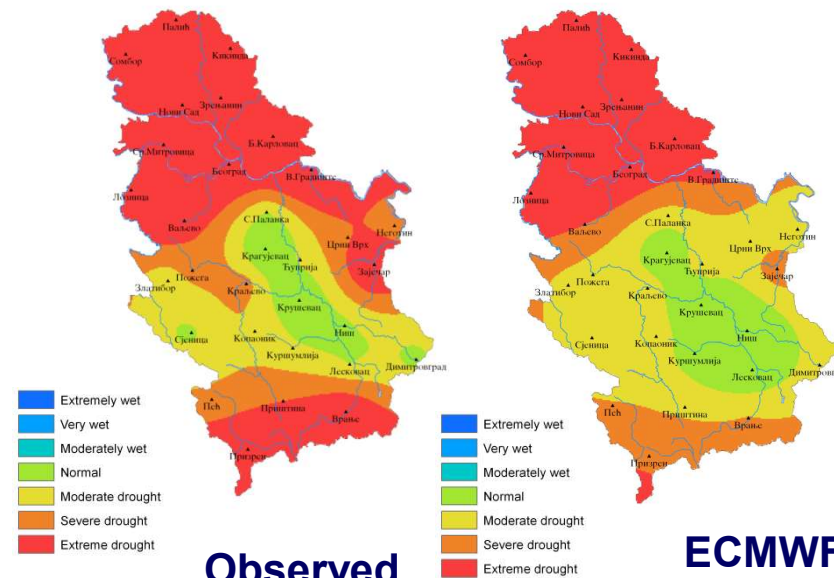 Палић
Кикинда
Сомбор
Зрењанин
Нови Сад
Б.Карловац
Ср.Митровица
Београд
В.Градиште
Лозница
Ваљево
С.Паланка
Неготин
Црни Врх
Крагујевац
Ћуприја
Зајечар
Пожега
Златибор
Краљево
Крушевац
Ниш
Сјеница
Копаоник
Куршумлија
Димитровград
Лесковац
Пећ
Приштина
Врање
Призрен
Extremely wet
Very wet
Moderately wet
Normal
Moderate drought
Severe drought
Extreme drought
Observed
Палић
Кикинда
Сомбор
Зрењанин
Нови Сад
Б.Карловац
Ср.Митровица
Београд
В.Градиште
Лозница
Ваљево
С.Паланка
Неготин
Црни Врх
Крагујевац
Ћуприја
Зајечар
Пожега
Златибор
Краљево
Крушевац
Ниш
Сјеница
Копаоник
Куршумлија
Лесковац
Пећ
Приштина
Врање
Призрен
Extremely wet
Very wet
Moderately wet
Normal
Moderate drought
Severe drought
Extreme drought